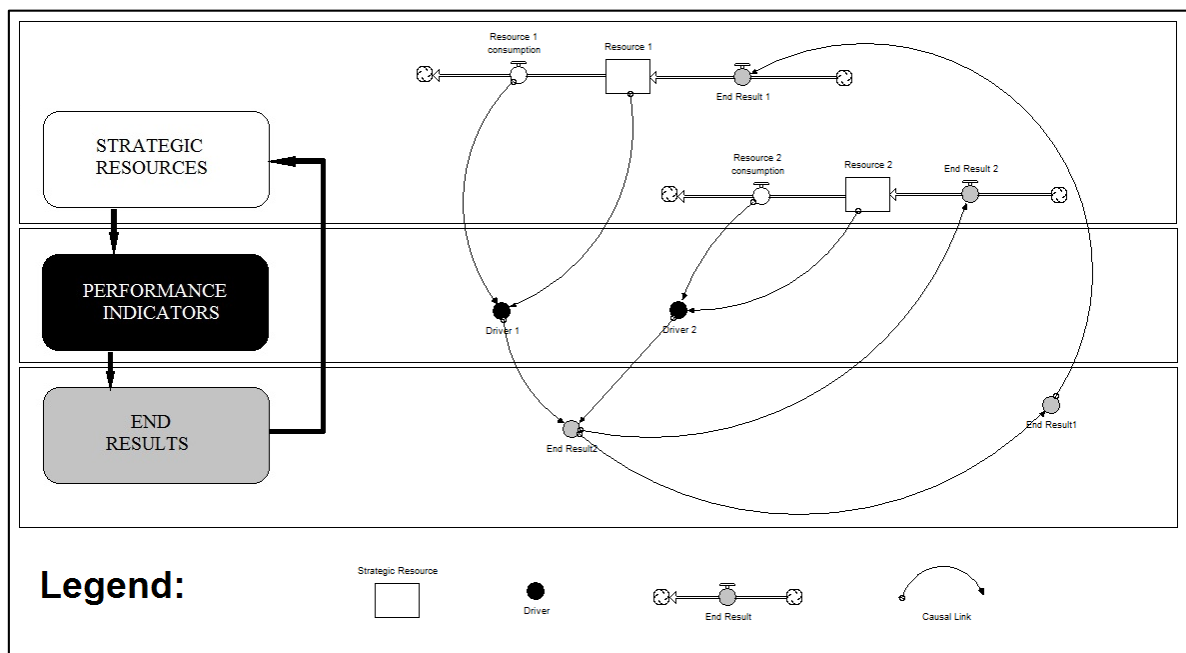 Resource 1
consumption
Resource 1
End Result 1
STRATEGIC
RESOURCES
Resource 2
consumption
Resource 2
End Result 2
PERFORMANCE
INDICATORS
Driver 1
Driver 2
END
RESULTS
End Result2
End Result1
Legend:
Strategic Resource
Driver
End Result
Causal Link